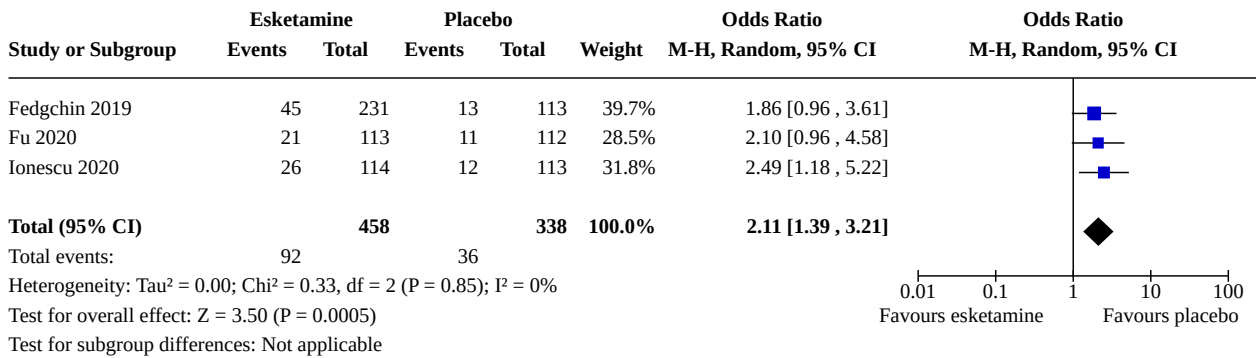 Esketamine Placebo Odds Ratio Odds Ratio
Study or Subgroup Events Total Events Total Weight M-H, Random, 95% CI M-H, Random, 95% CI
Fedgchin 2019 45 231 13 113 39.7% 1.86 [0.96 , 3.61]
Fu 2020 21 113 11 112 28.5% 2.10 [0.96 , 4.58]
Ionescu 2020 26 114 12 113 31.8% 2.49 [1.18 , 5.22]
Total (95% CI) 458 338 100.0% 2.11 [1.39 , 3.21]
Total events: 92 36
Heterogeneity: Tau² = 0.00; Chi² = 0.33, df = 2 (P = 0.85); I² = 0% 0.01 0.1 1 10 100
Test for overall effect: Z = 3.50 (P = 0.0005) Favours esketamine Favours placebo
Test for subgroup differences: Not applicable